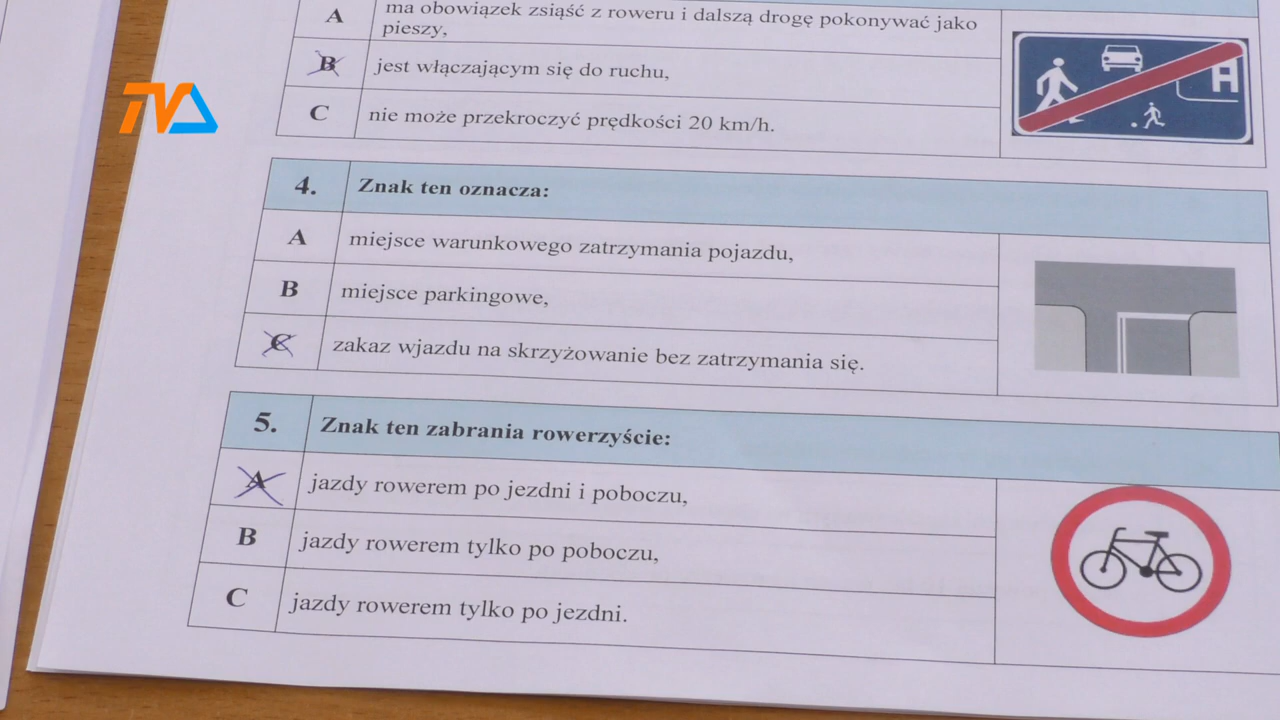 A ma obowiązek zsiąść z roweru i dalszą drogę pokonywać jako
pieszy,
B jest włączającym się do ruchu,
C nie może przekroczyć prędkości 20 km/h.
TVA
4. Znak ten oznacza:
A miejsce warunkowego zatrzymania pojazdu,
B miejsce parkingowe,
C zakaz wjazdu na skrzyżowanie bez zatrzymania się.
5. Znak ten zabrania rowerzyście:
A jazdy rowerem po jezdni i poboczu,
B jazdy rowerem tylko po poboczu,
C jazdy rowerem tylko po jezdni.